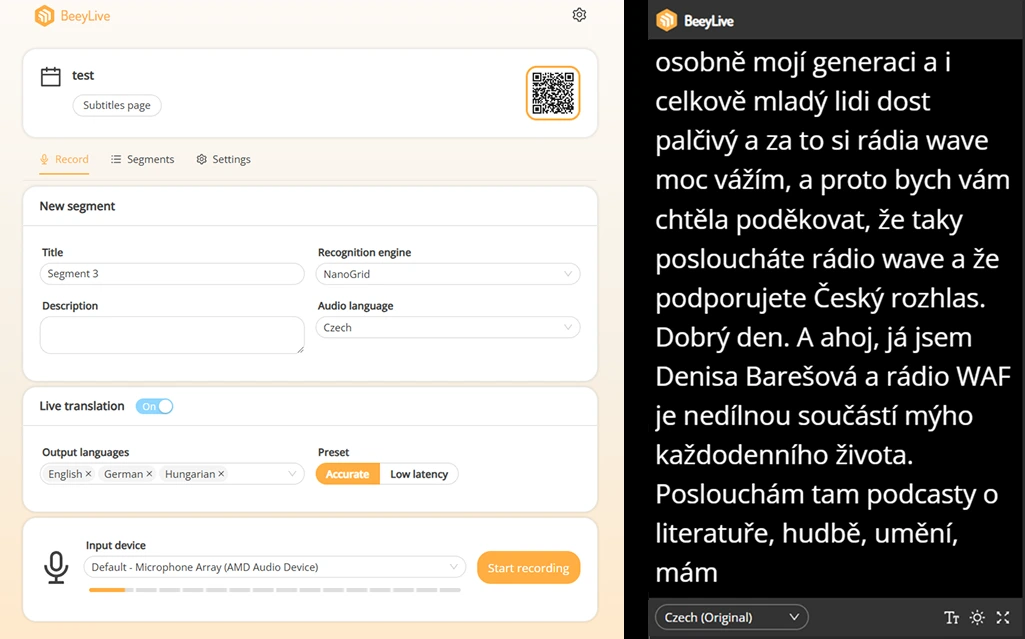 BeeyLive
test
Subtitles page
Record
Segments
Settings
New segment
Title
Recognition engine
Segment 3
NanoGrid
Description
Audio language
Czech
Live translation
On
Output languages
Preset
English × German × Hungarian ×
Accurate
Low latency
Input device
Default - Microphone Array (AMD Audio Device)
Start recording
BeeyLive
osobně mojí generaci a i
celkově mladý lidi dost
palčivý a za to si rádia wave
moc vážím, a proto bych vám
chtěla poděkovat, že taky
posloucháte rádio wave a že
podporujete Český rozhlas.
Dobrý den. A ahoj, já jsem
Denisa Barešová a rádio WAF
je nedílnou součástí mýho
každodenního života.
Poslouchám tam podcasty o
literatuře, hudbě, umění,
mám
Czech (Original)
TT